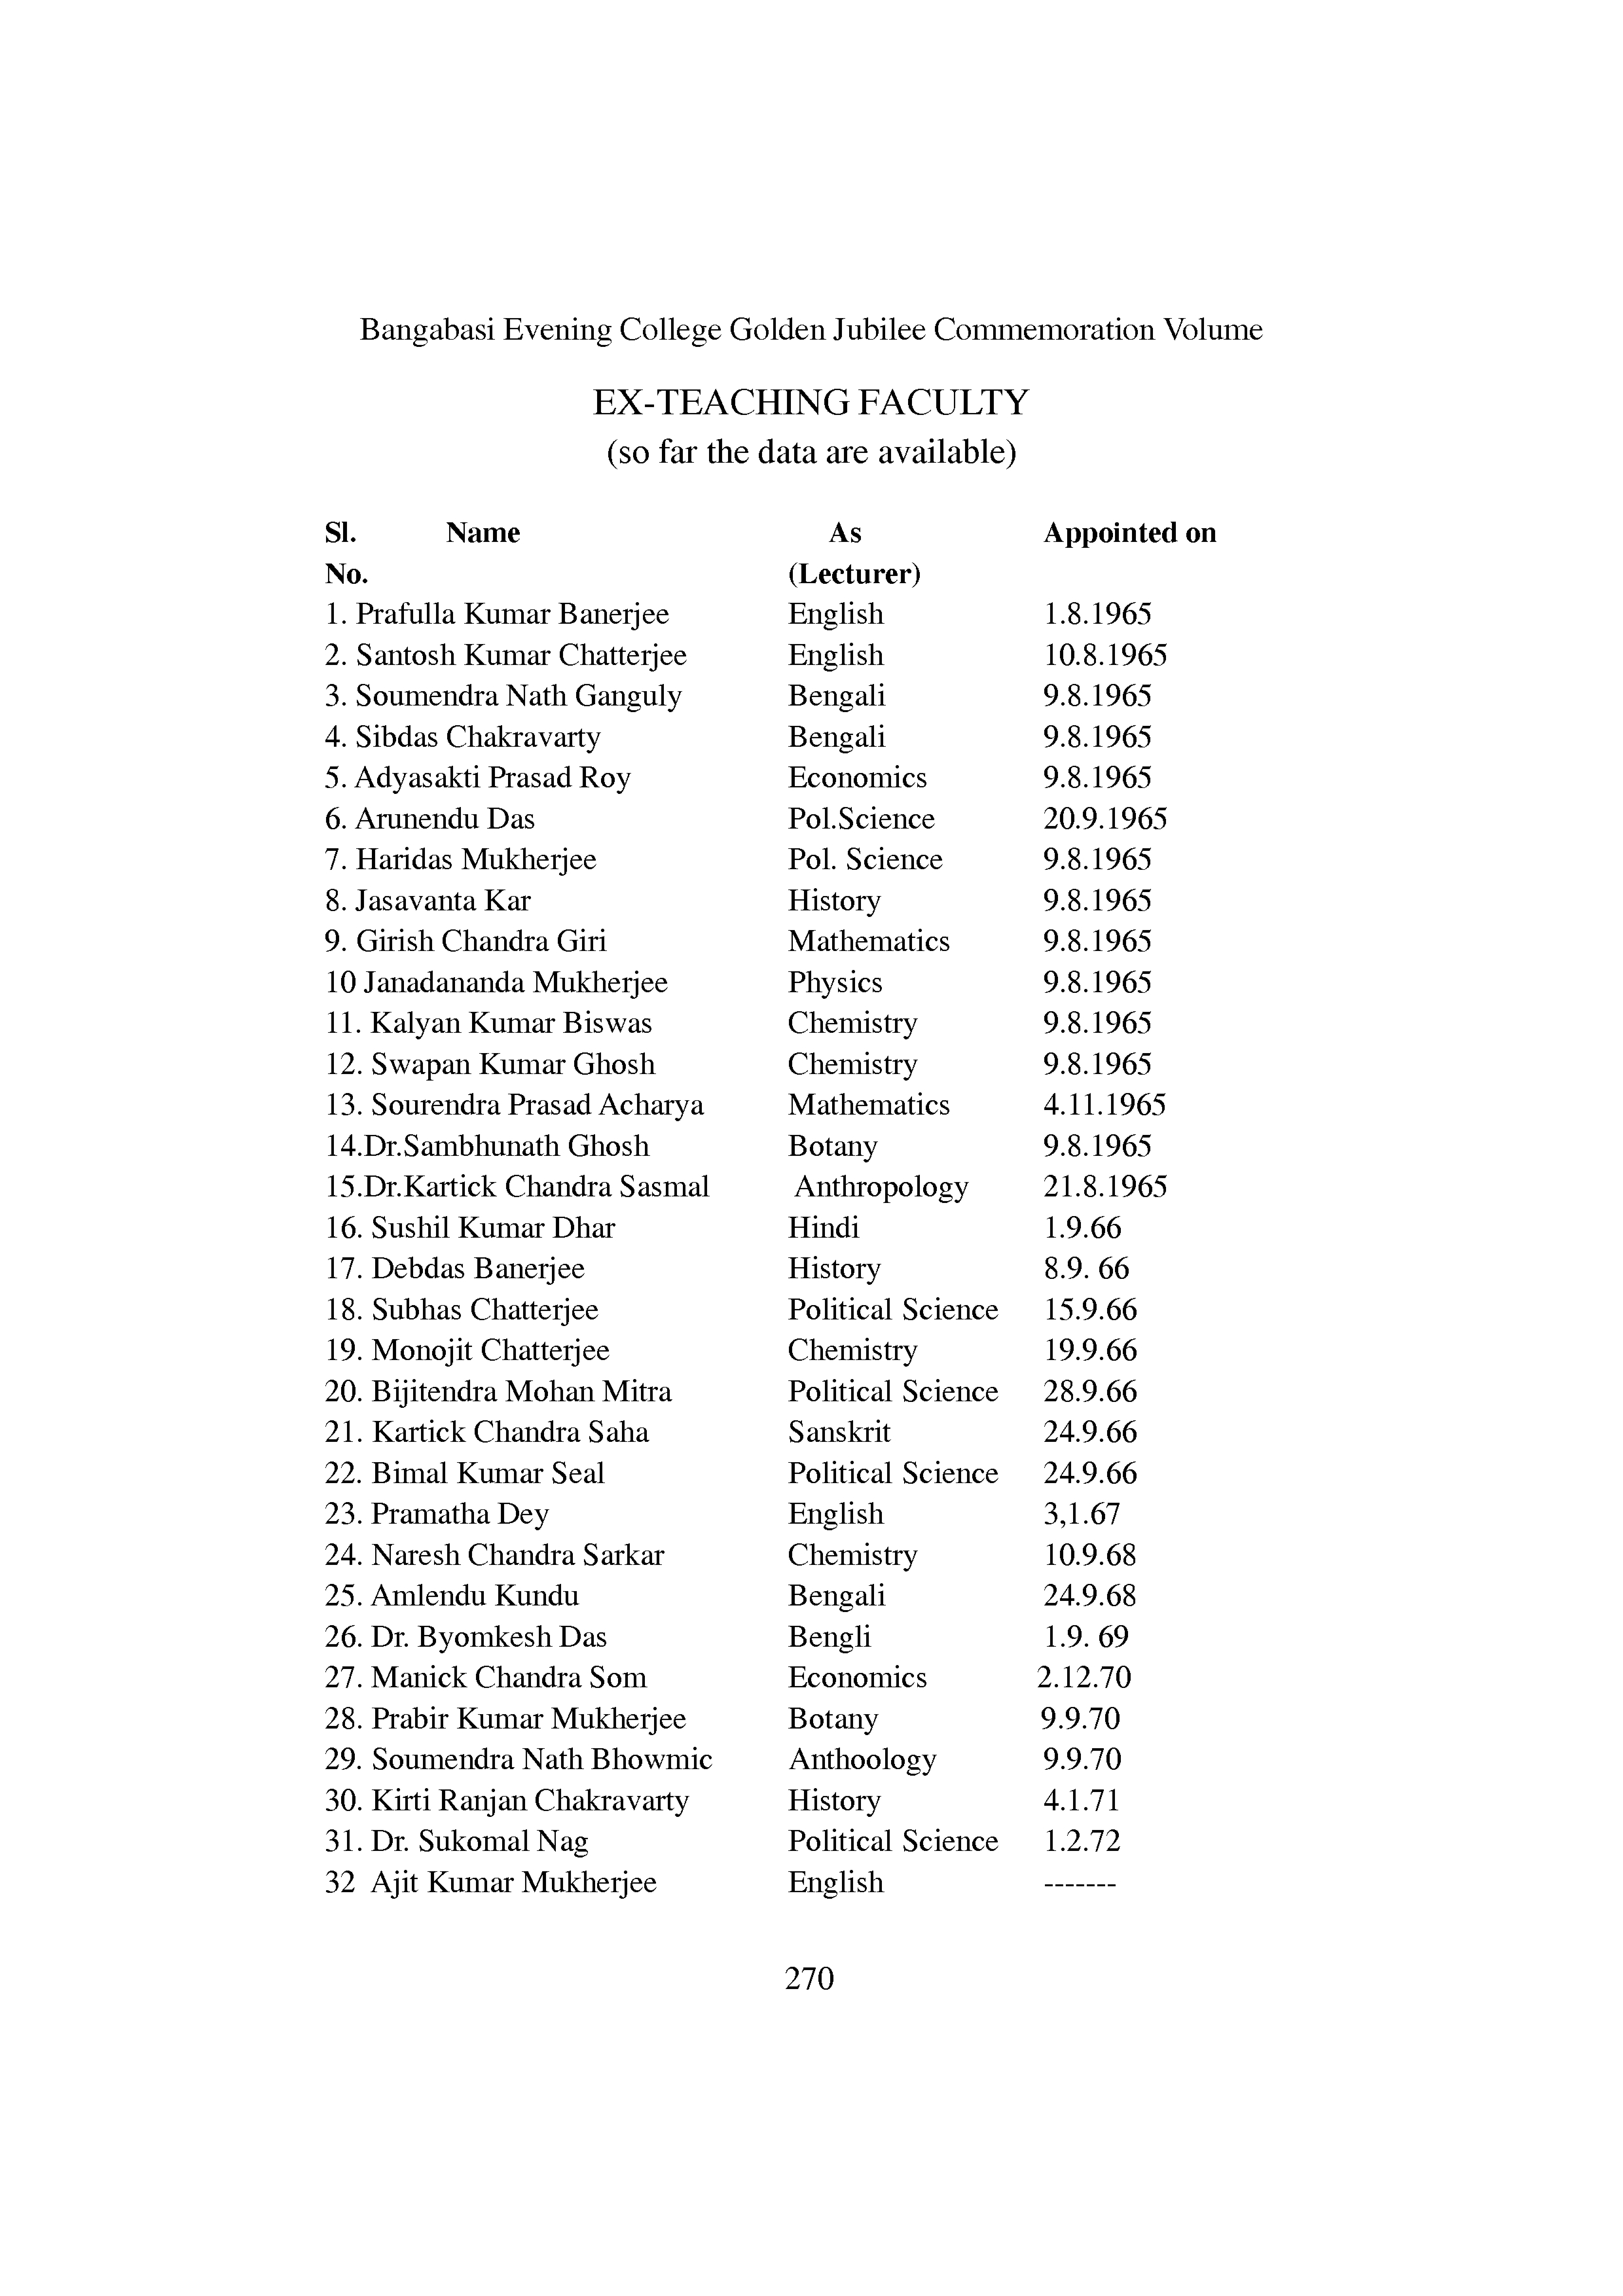 Bangabasi Evening College Golden Jubilee Commemoration Volume
EX-TEACHING FACULTY
(so far the data are available)
Sl. Name As Appointed on
No. (Lecturer)
1. Prafulla Kumar Banerjee English 1.8.1965
2. Santosh Kumar Chatterjee English 10.8.1965
3. Soumendra Nath Ganguly Bengali 9.8.1965
4. Sibdas Chakravarty Bengali 9.8.1965
5. Adyasakti Prasad Roy Economics 9.8.1965
6. Arunendu Das Pol.Science 20.9.1965
7. Haridas Mukherjee Pol. Science 9.8.1965
8. Jasavanta Kar History 9.8.1965
9. Girish Chandra Giri Mathematics 9.8.1965
10 Janadananda Mukherjee Physics 9.8.1965
11. Kalyan Kumar Biswas Chemistry 9.8.1965
12. Swapan Kumar Ghosh Chemistry 9.8.1965
13. Sourendra Prasad Acharya Mathematics 4.11.1965
14.Dr.Sambhunath Ghosh Botany 9.8.1965
15.Dr.Kartick Chandra Sasmal Anthropology 21.8.1965
16. Sushil Kumar Dhar Hindi 1.9.66
17. Debdas Banerjee History 8.9. 66
18. Subhas Chatterjee Political Science 15.9.66
19. Monojit Chatterjee Chemistry 19.9.66
20. Bijitendra Mohan Mitra Political Science 28.9.66
21. Kartick Chandra Saha Sanskrit 24.9.66
22. Bimal Kumar Seal Political Science 24.9.66
23. Pramatha Dey English 3,1.67
24. Naresh Chandra Sarkar Chemistry 10.9.68
25. Amlendu Kundu Bengali 24.9.68
26. Dr. Byomkesh Das Bengli 1.9. 69
27. Manick Chandra Som Economics 2.12.70
28. Prabir Kumar Mukherjee Botany 9.9.70
29. Soumendra Nath Bhowmic Anthoology 9.9.70
30. Kirti Ranjan Chakravarty History 4.1.71
31. Dr. Sukomal Nag Political Science 1.2.72
32 Ajit Kumar Mukherjee English -------
270